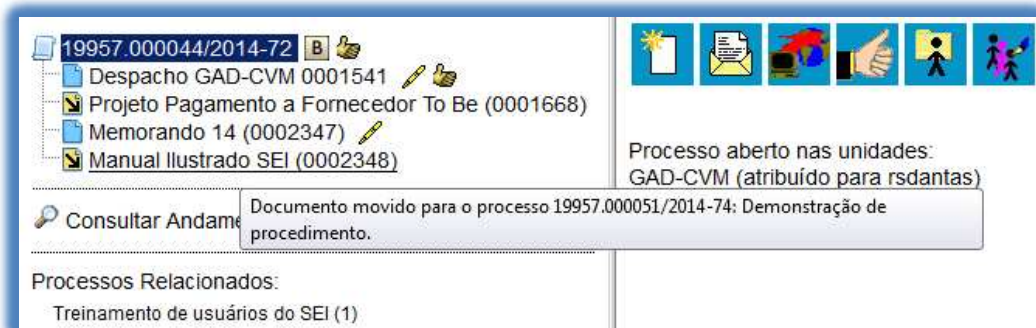 19957.000044/2014-72 B
Despacho GAD-CVM 0001541
Projeto Pagamento a Fornecedor To Be (0001668)
Memorando 14 (0002347)
Manual Ilustrado SEI (0002348)
Consultar Andame
Documento movido para o processo 19957.000051/2014-74: Demonstração de
procedimento.
Processos Relacionados:
Treinamento de usuários do SEI (1)
Processo aberto nas unidades:
GAD-CVM (atribuído para rsdantas)